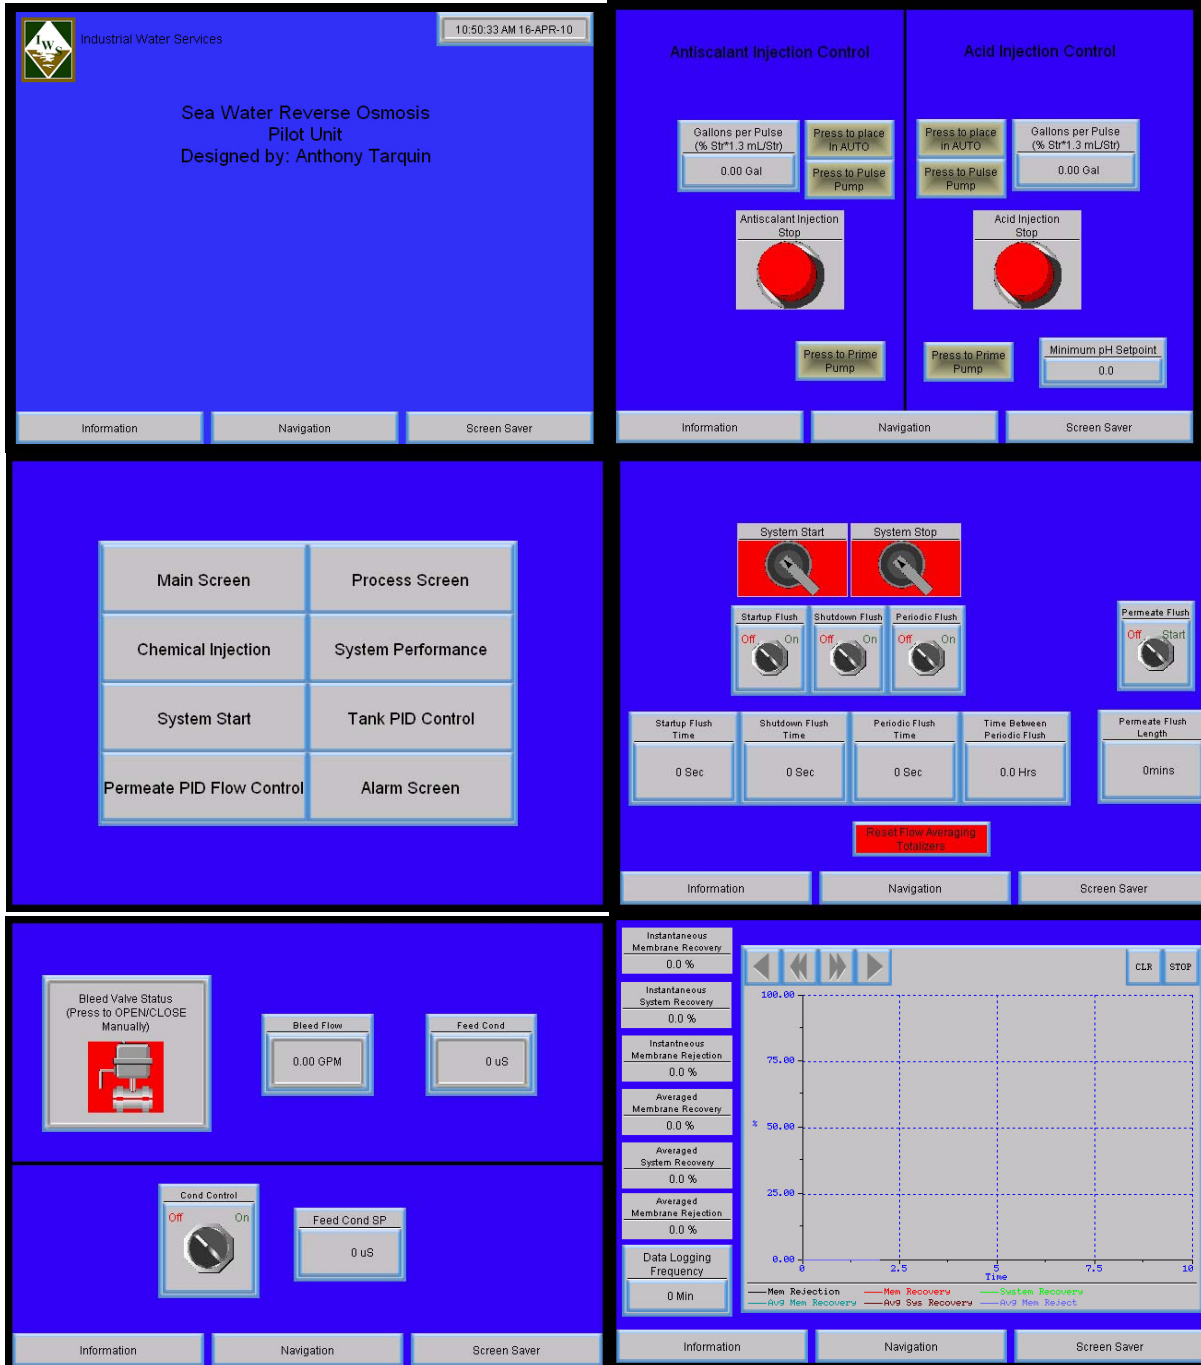 IWS
Industrial Water Services
10:50:33 AM 16-APR-10
Sea Water Reverse Osmosis
Pilot Unit
Designed by: Anthony Tarquin
Information
Navigation
Screen Saver
Antiscalant Injection Control
Acid Injection Control
Gallons per Pulse
(% Str*1.3 mL/Str)
0.00 Gal
Press to place
In AUTO
Press to Pulse
Pump
Press to place
in AUTO
Press to Pulse
Pump
Gallons per Pulse
(% Str*1.3 mL/Str)
0.00 Gal
Antiscalant Injection
Stop
Acid Injection
Stop
Press to Prime
Pump
Press to Prime
Pump
Minimum pH Setpoint
0.0
Information
Navigation
Screen Saver
Main Screen
Process Screen
Chemical Injection
System Performance
System Start
Tank PID Control
Permeate PID Flow Control
Alarm Screen
System Start
System Stop
Startup Flush
Off
On
Shutdown Flush
Off
On
Periodic Flush
Off
On
Permeate Flush
Off
Start
Startup Flush
Time
0 Sec
Shutdown Flush
Time
0 Sec
Periodic Flush
Time
0 Sec
Time Between
Periodic Flush
0.0 Hrs
Permeate Flush
Length
0mins
Reset Flow Averaging
Totalizers
Information
Navigation
Screen Saver
Bleed Valve Status
(Press to OPEN/CLOSE
Manually)
Bleed Flow
0.00 GPM
Feed Cond
0 uS
Cond Control
Off
On
Feed Cond SP
0 uS
Information
Navigation
Screen Saver
Instantaneous
Membrane Recovery
0.0 %
Instantaneous
System Recovery
0.0 %
Instantneous
Membrane Rejection
0.0 %
Averaged
Membrane Recovery
0.0 %
Averaged
System Recovery
0.0 %
Averaged
Membrane Rejection
0.0 %
Data Logging
Frequency
0 Min
CLR
STOP
100.00
75.00
% 50.00
25.00
0.00
0
2.5
5
7.5
10
Time
Mem Rejection
Mem Recovery
System Recovery
Avg Mem Recovery
Avg Sys Recovery
Avg Mem Reject
Information
Navigation
Screen Saver